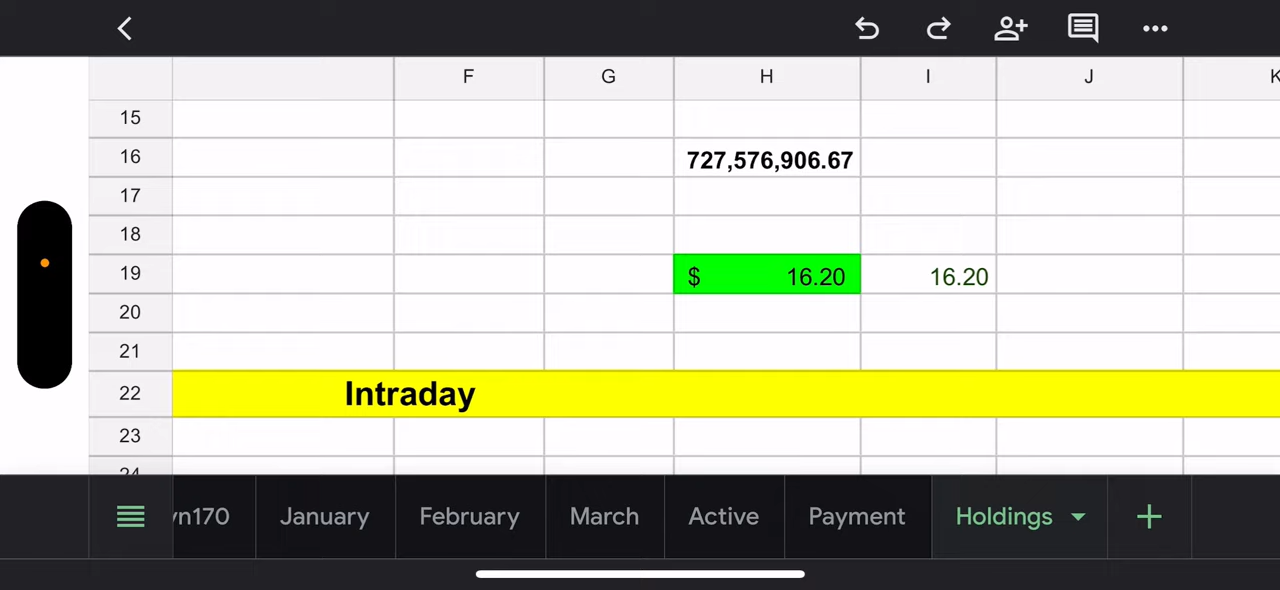 F G H I J K
15
16 727,576,906.67
17
18
19 $ 16.20 16.20
20
21
22 Intraday
23
24
yn170 January February March Active Payment Holdings